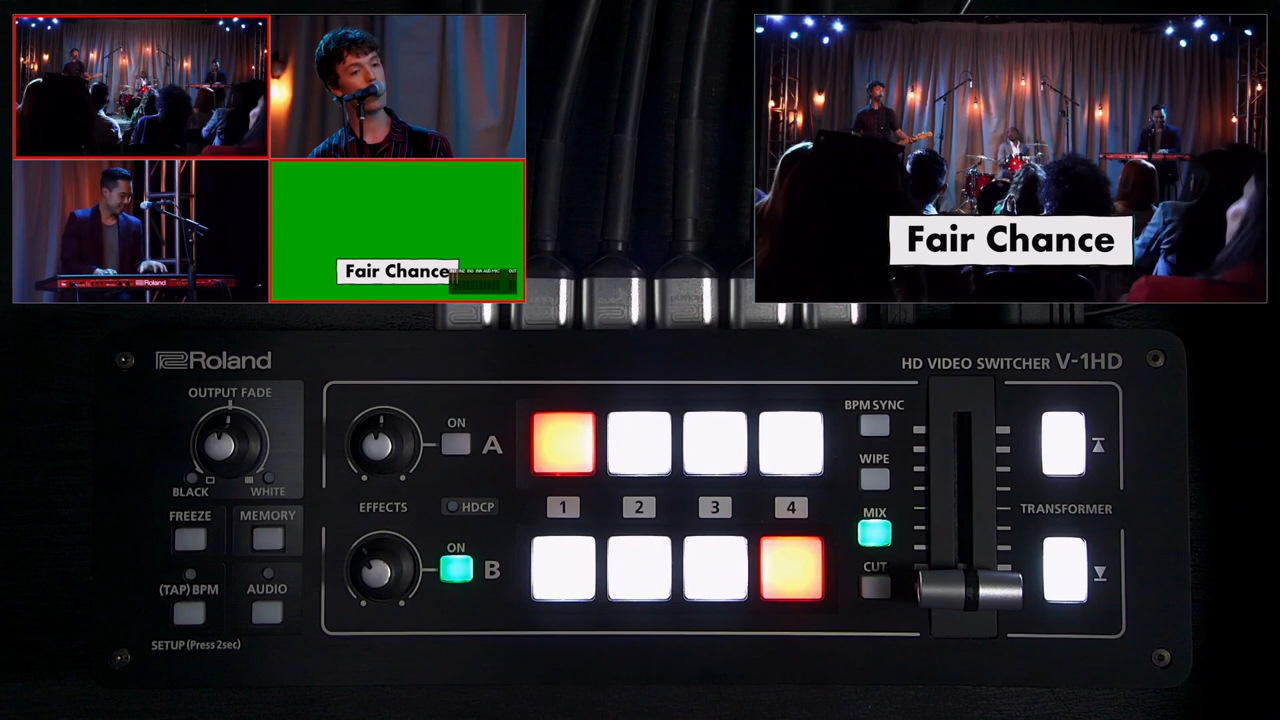 Fair Chance
Fair Chance
Roland
Roland
HD VIDEO SWITCHER V-1HD
OUTPUT FADE
BLACK
WHITE
FREEZE
MEMORY
(TAP) BPM
AUDIO
SETUP (Press 2sec)
ON
A
EFFECTS
HDCP
ON
B
1
2
3
4
BPM SYNC
WIPE
MIX
CUT
TRANSFORMER